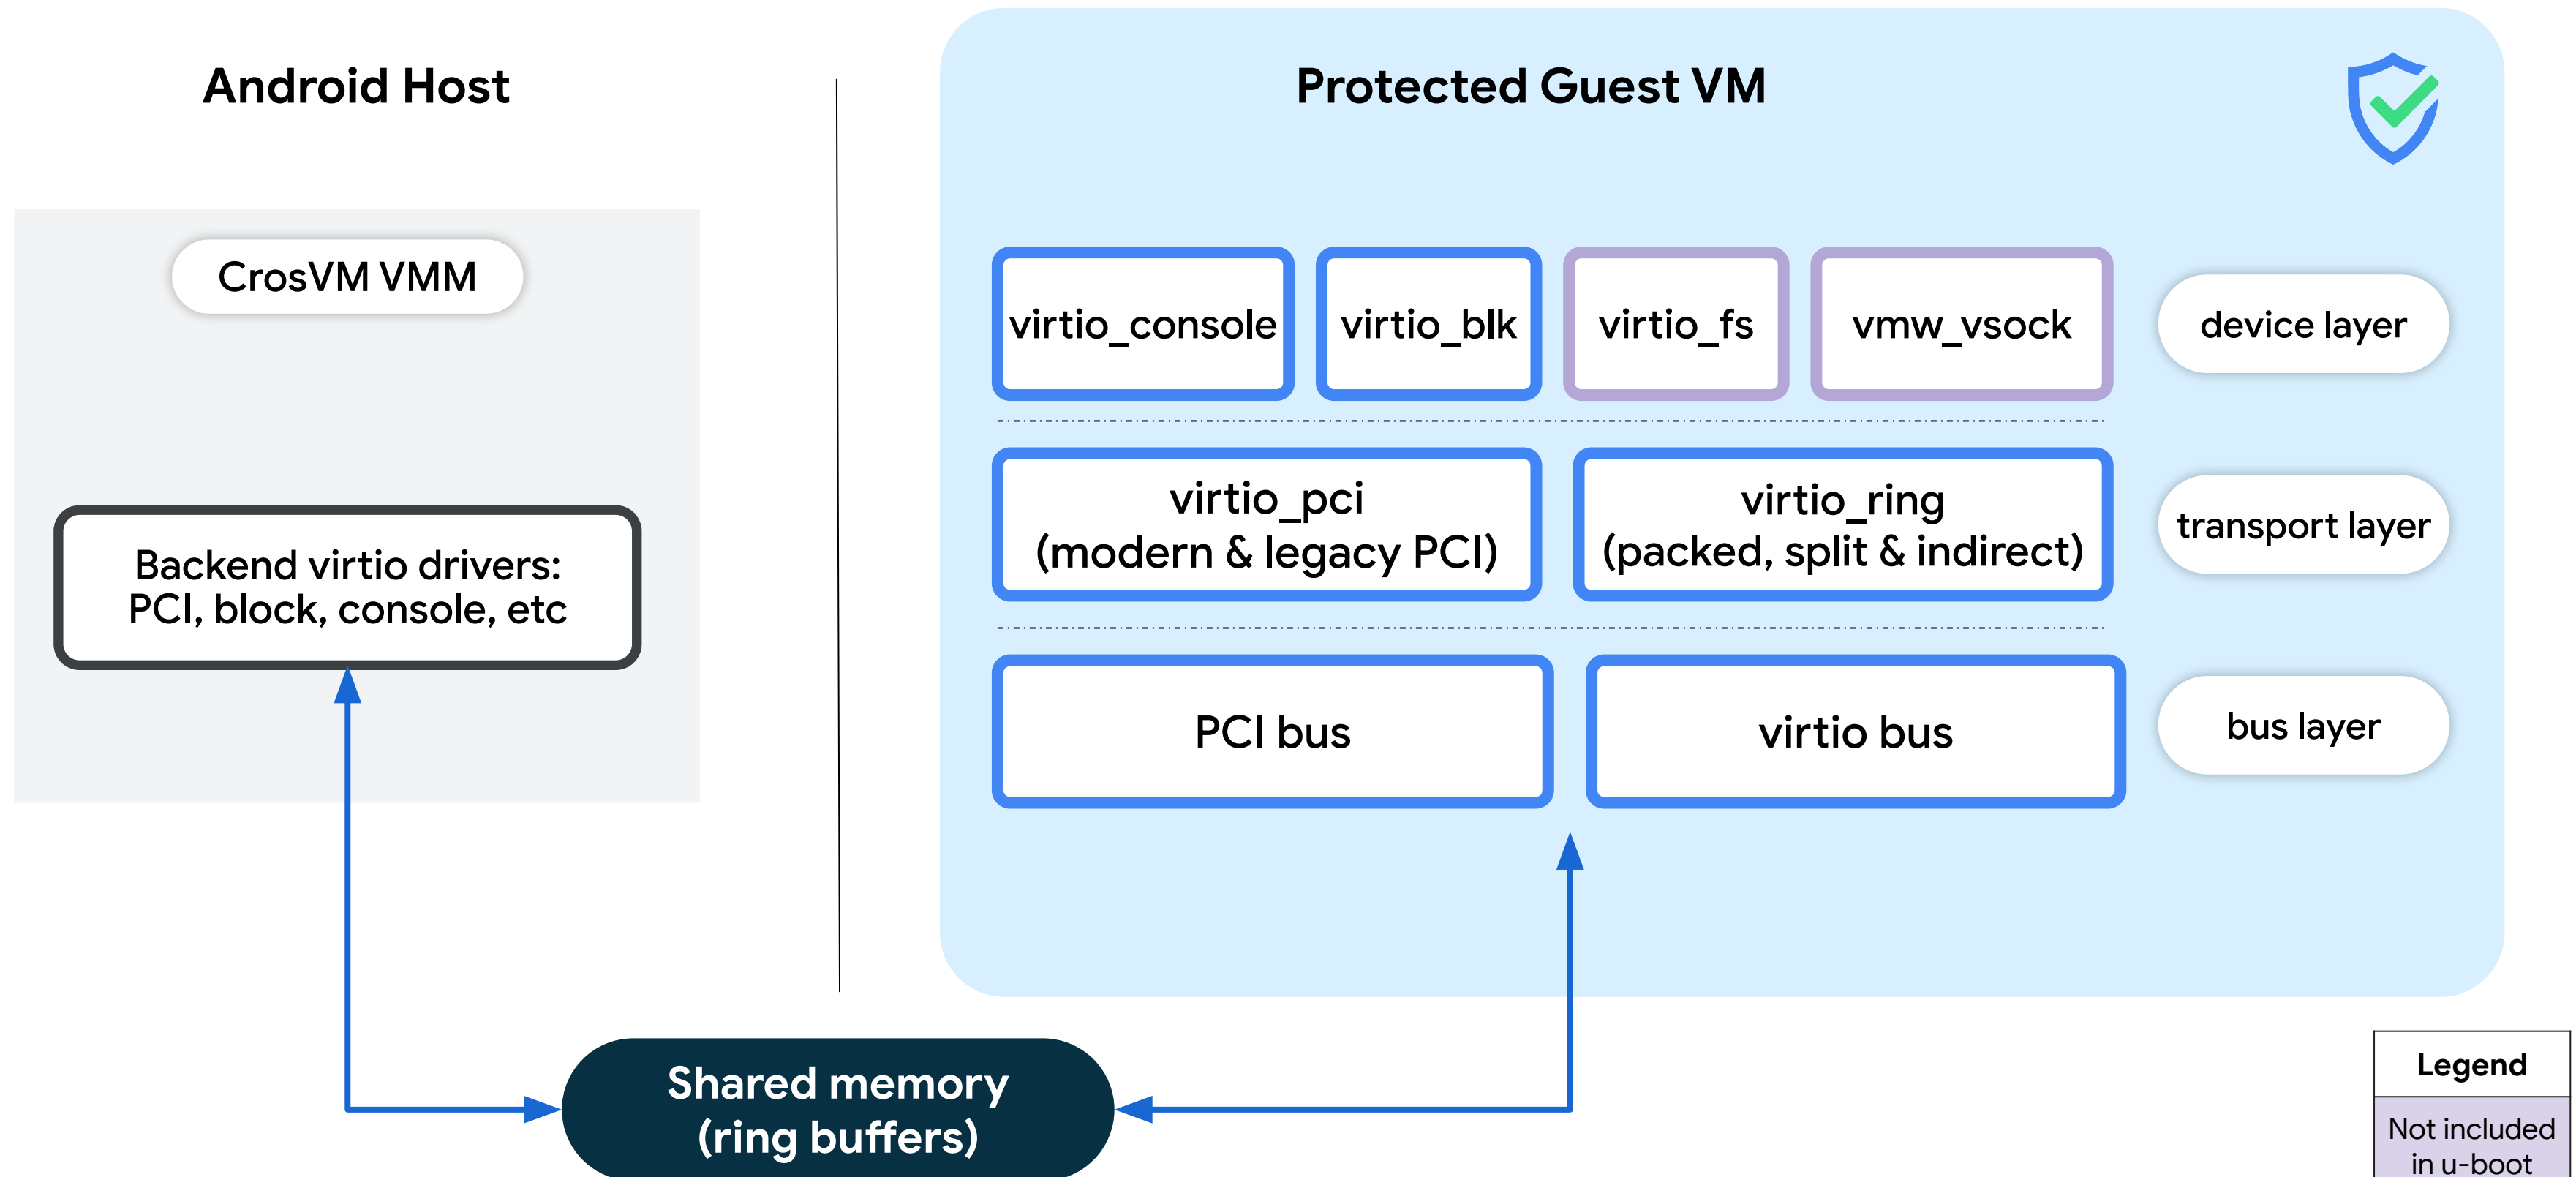 Android Host
Protected Guest VM
CrosVM VMM
Backend virtio drivers:
PCI, block, console, etc
virtio_console
virtio_blk
virtio_fs
vmw_vsock
device layer
virtio_pci
(modern & legacy PCI)
virtio_ring
(packed, split & indirect)
transport layer
PCI bus
virtio bus
bus layer
Shared memory
(ring buffers)
Legend
Not included
in u-boot